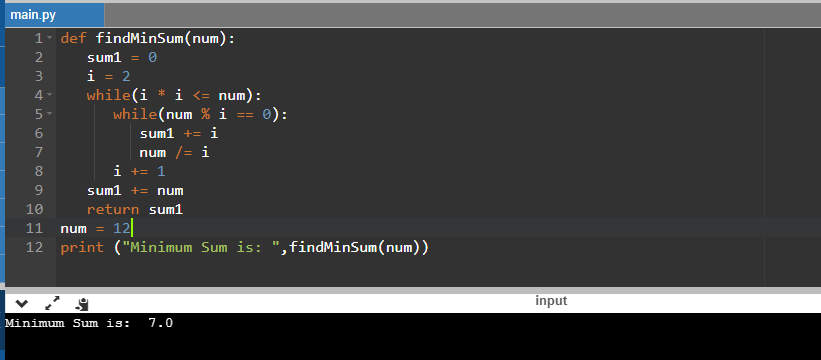 main.py
1 def findMinSum(num):
2 sum1 = 0
3 i = 2
4 while(i * i <= num):
5 while(num % i == 0):
6 sum1 += i
7 num /= i
8 i += 1
9 sum1 += num
10 return sum1
11 num = 12
12 print ("Minimum Sum is: ",findMinSum(num))
input
Minimum Sum is:  7.0